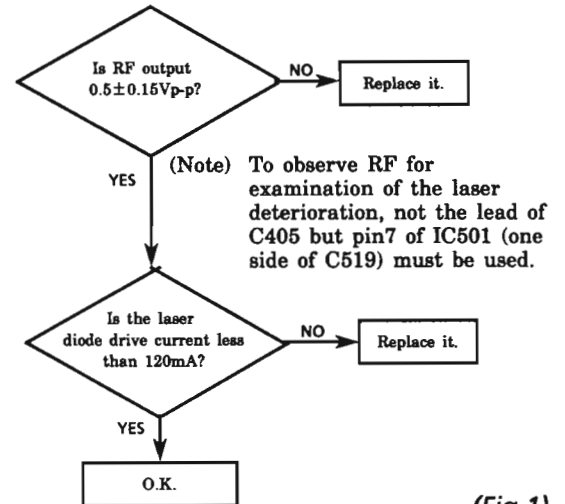 Is RF output
0.5±0.15Vp-p?
NO
Replace it.
YES
(Note) To observe RF for
examination of the laser
deterioration, not the lead of
C405 but pin7 of IC501 (one
side of C519) must be used.
Is the laser
diode drive current less
than 120mA?
NO
Replace it.
YES
O.K.
(Fig. 1)